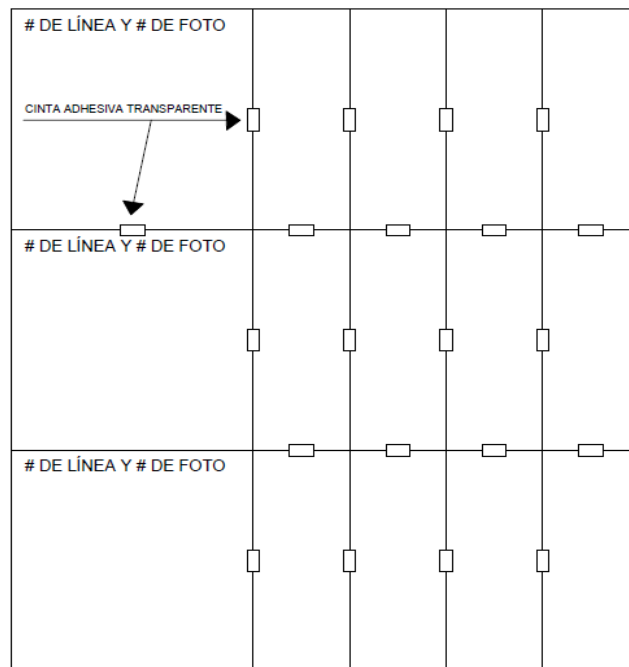 # DE LÍNEA Y # DE FOTO
CINTA ADHESIVA TRANSPARENTE
# DE LÍNEA Y # DE FOTO
# DE LÍNEA Y # DE FOTO